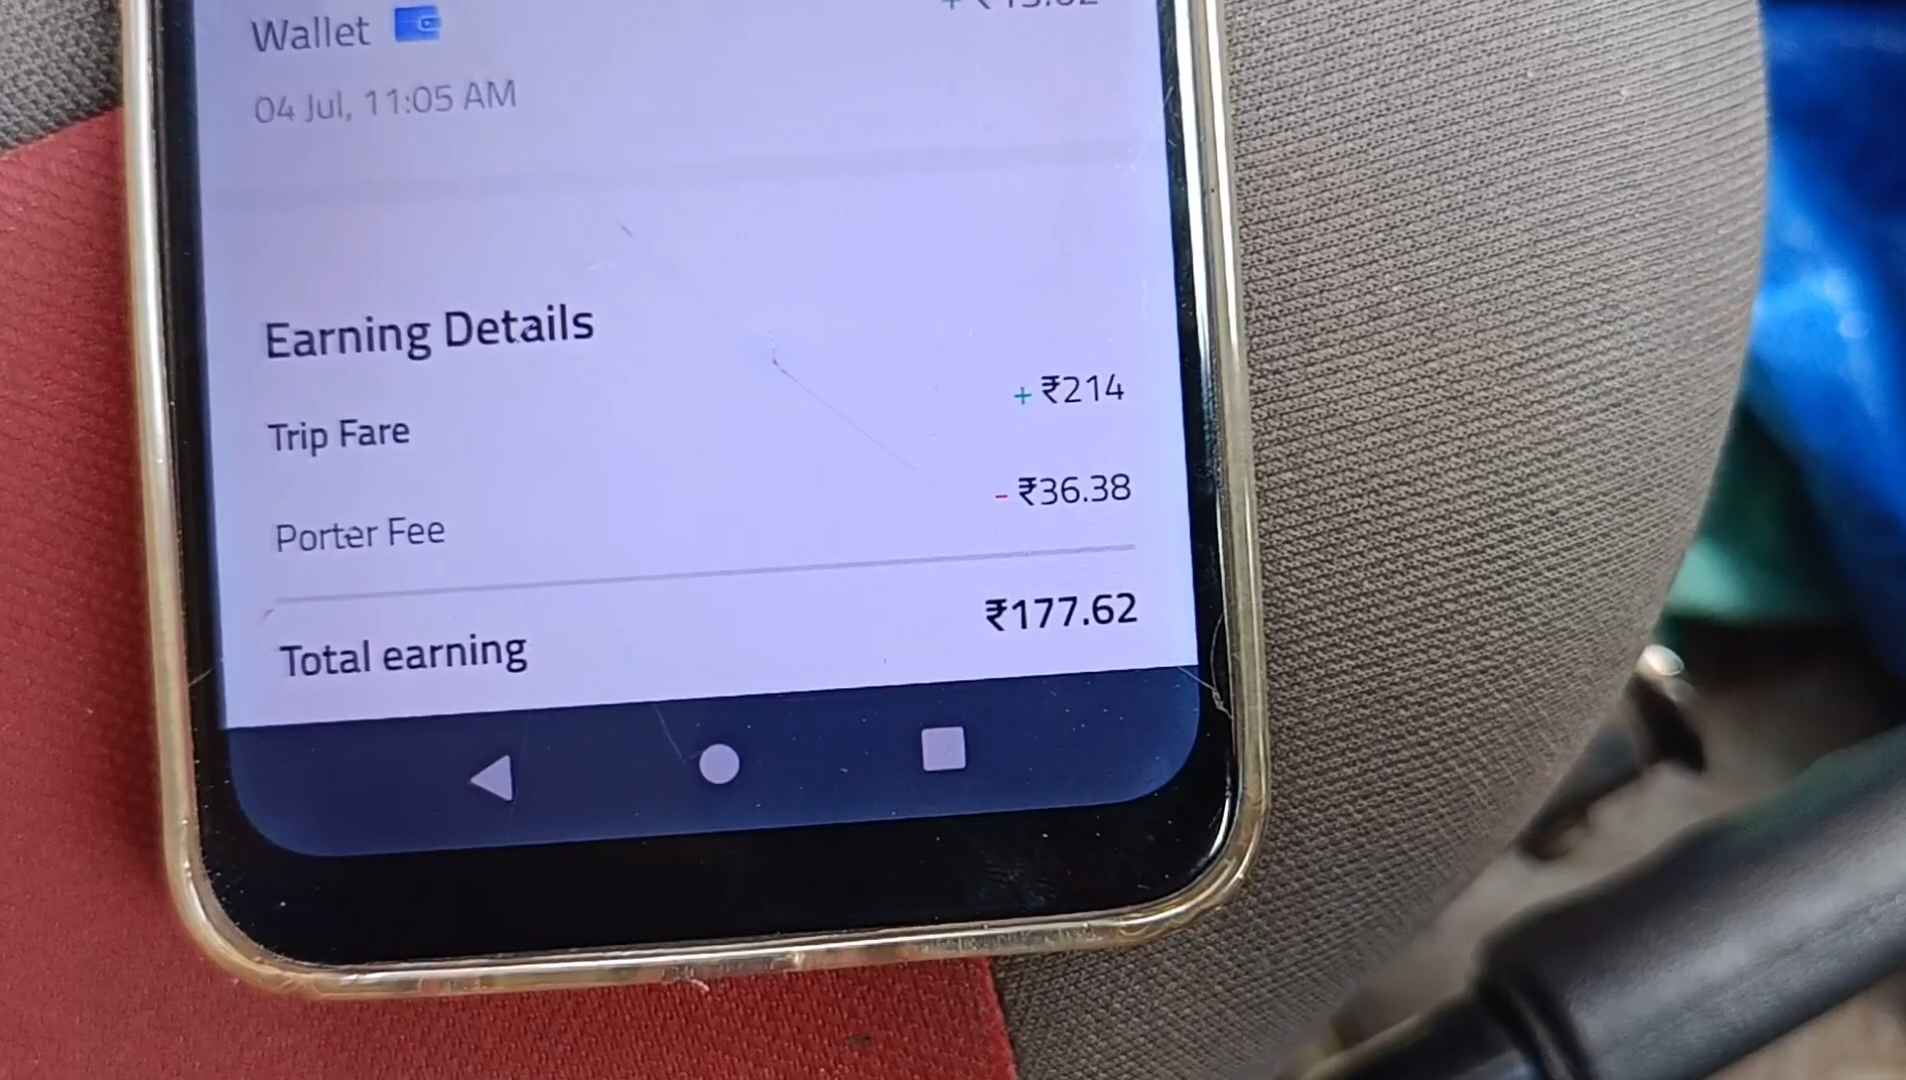 Wallet
04 Jul, 11:05 AM
Earning Details
Trip Fare + ₹214
Porter Fee - ₹36.38
Total earning ₹177.62